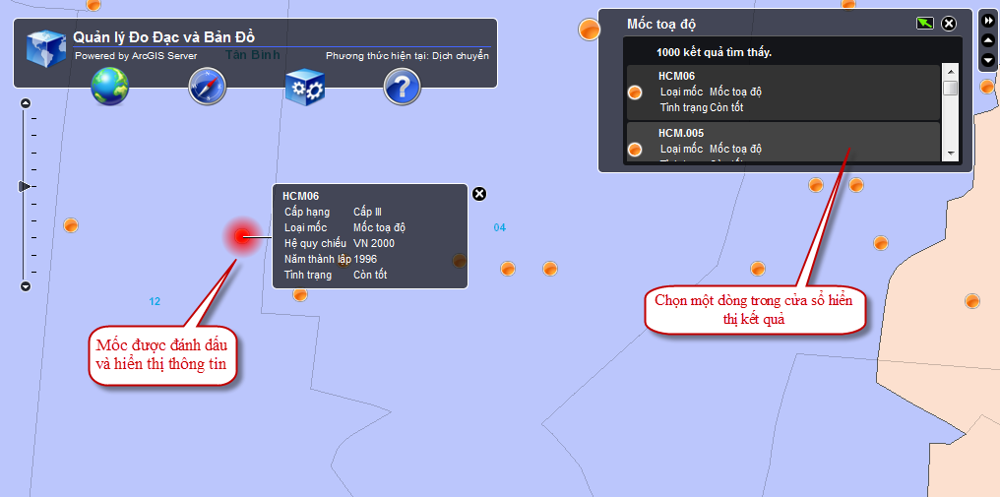 Quản lý Đo Đạc và Bản Đồ
Powered by ArcGIS Server
Tân Bình
Phương thức hiện tại: Dịch chuyển
Mốc toạ độ
1000 kết quả tìm thấy.
HCM06
Loại mốc Mốc toạ độ
Tình trạng Còn tốt
HCM.005
Loại mốc Mốc toạ độ
Tình trạng Còn tốt
HCM06
Cấp hạng Cấp III
Loại mốc Mốc toạ độ
Hệ quy chiếu VN 2000
Năm thành lập 1996
Tình trạng Còn tốt
04
12
Chọn một dòng trong cửa sổ hiển
thị kết quả
Mốc được đánh dấu
và hiển thị thông tin